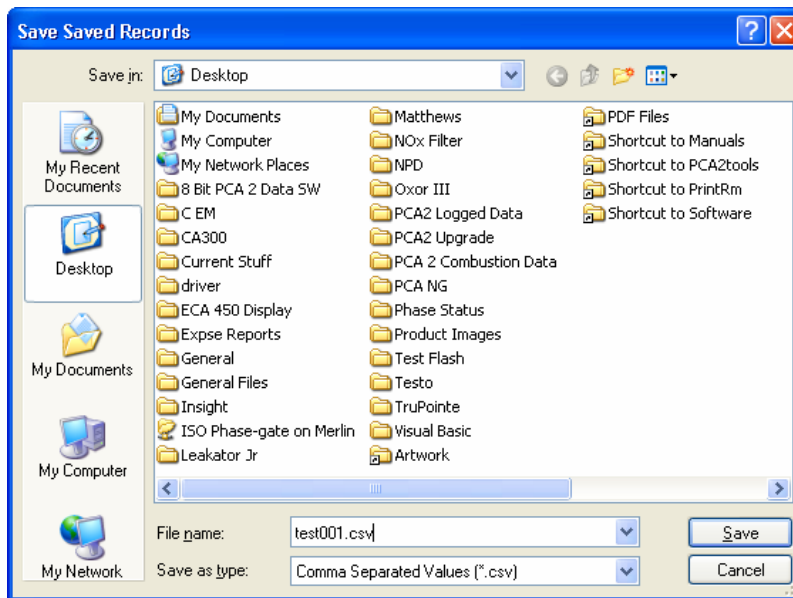 Save Saved Records
Save in:
Desktop
My Recent
Documents
Desktop
My Documents
My Computer
My Network
My Documents
My Computer
My Network Places
8 Bit PCA 2 Data SW
C EM
CA300
Current Stuff
driver
ECA 450 Display
Expse Reports
General
General Files
Insight
ISO Phase-gate on Merlin
Leakator Jr
Matthews
NOx Filter
NPD
Oxor III
PCA2 Logged Data
PCA2 Upgrade
PCA 2 Combustion Data
PCA NG
Phase Status
Product Images
Test Flash
Testo
TruPointe
Visual Basic
Artwork
PDF Files
Shortcut to Manuals
Shortcut to PCA2tools
Shortcut to PrintRm
Shortcut to Software
File name:
test001.csv
Save
Save as type:
Comma Separated Values (*.csv)
Cancel